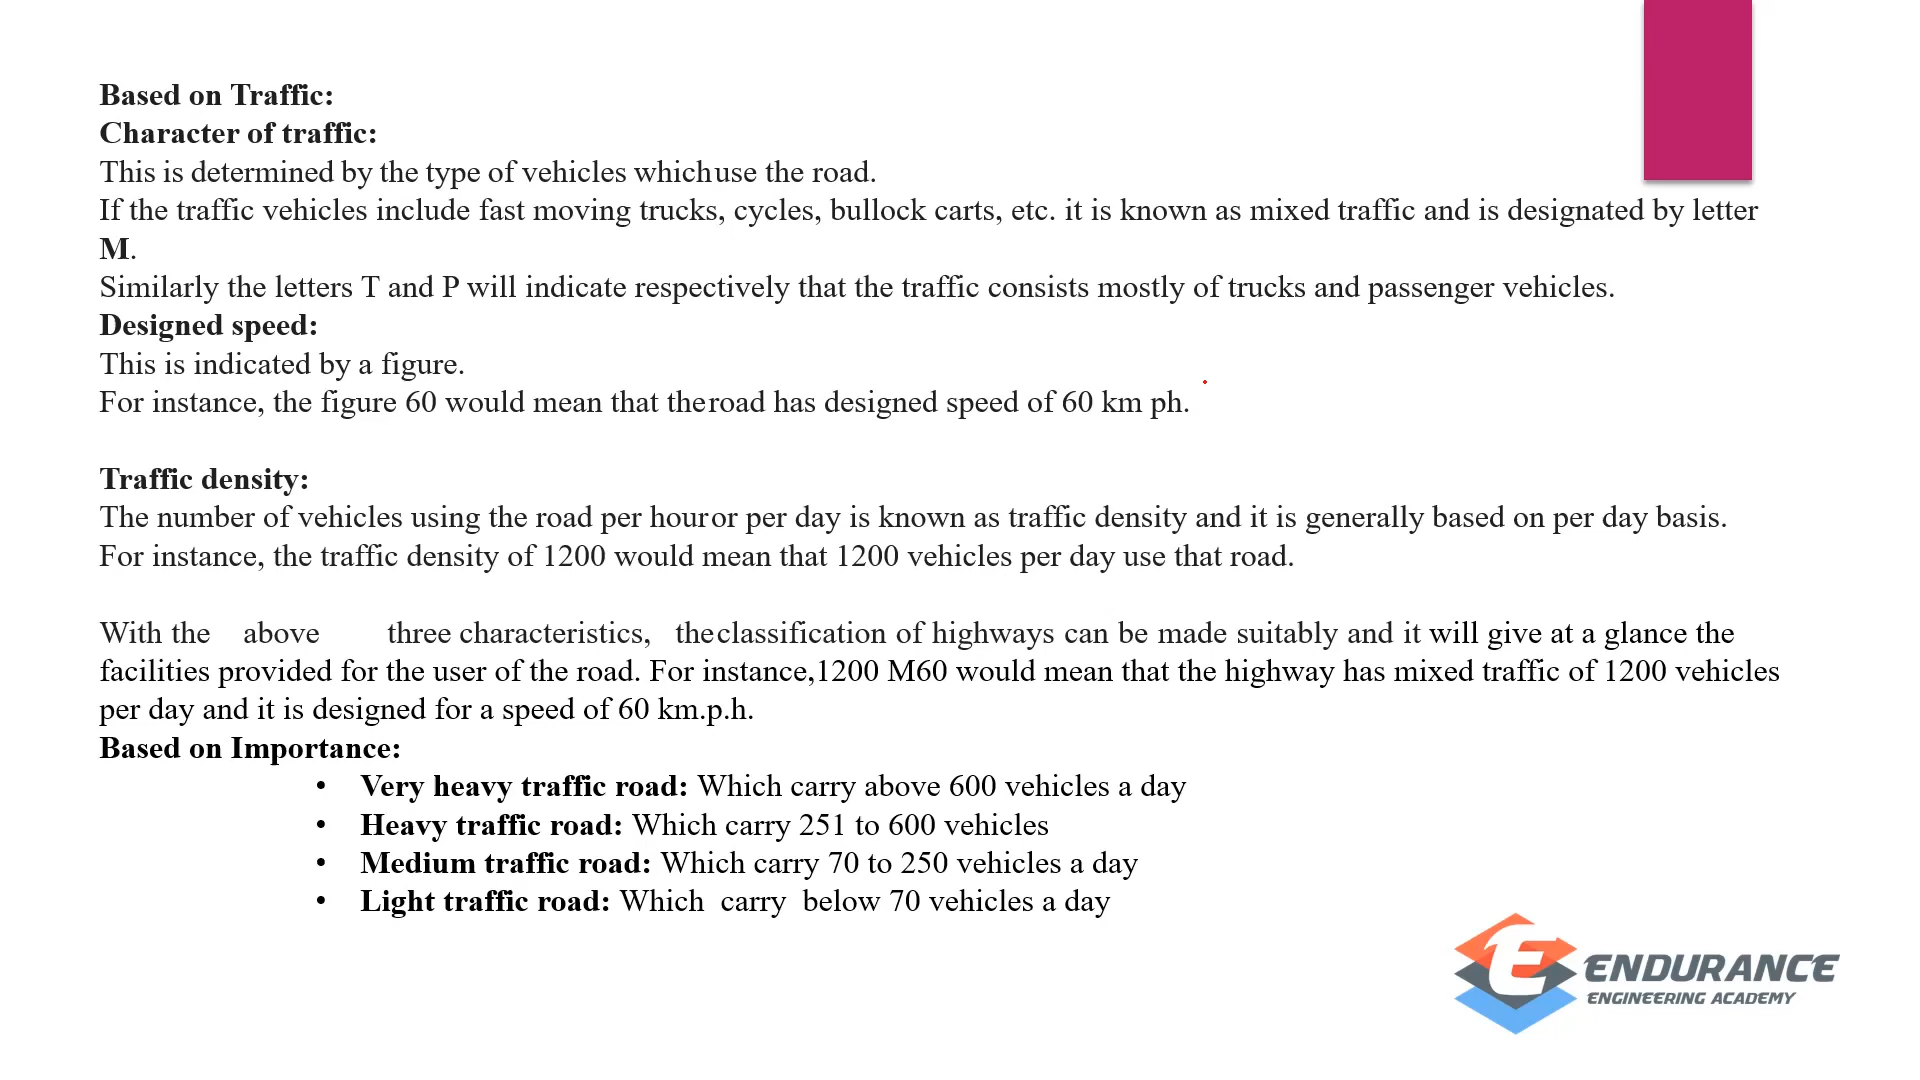 Based on Traffic:
Character of traffic:
This is determined by the type of vehicles which use the road.
If the traffic vehicles include fast moving trucks, cycles, bullock carts, etc. it is known as mixed traffic and is designated by letter
M.
Similarly the letters T and P will indicate respectively that the traffic consists mostly of trucks and passenger vehicles.
Designed speed:
This is indicated by a figure.
For instance, the figure 60 would mean that the road has designed speed of 60 km ph.
Traffic density:
The number of vehicles using the road per hour or per day is known as traffic density and it is generally based on per day basis.
For instance, the traffic density of 1200 would mean that 1200 vehicles per day use that road.
With the above three characteristics, the classification of highways can be made suitably and it will give at a glance the
facilities provided for the user of the road. For instance,1200 M60 would mean that the highway has mixed traffic of 1200 vehicles
per day and it is designed for a speed of 60 km.p.h.
Based on Importance:
• Very heavy traffic road: Which carry above 600 vehicles a day
• Heavy traffic road: Which carry 251 to 600 vehicles
• Medium traffic road: Which carry 70 to 250 vehicles a day
• Light traffic road: Which carry below 70 vehicles a day
E ENDURANCE
ENGINEERING ACADEMY